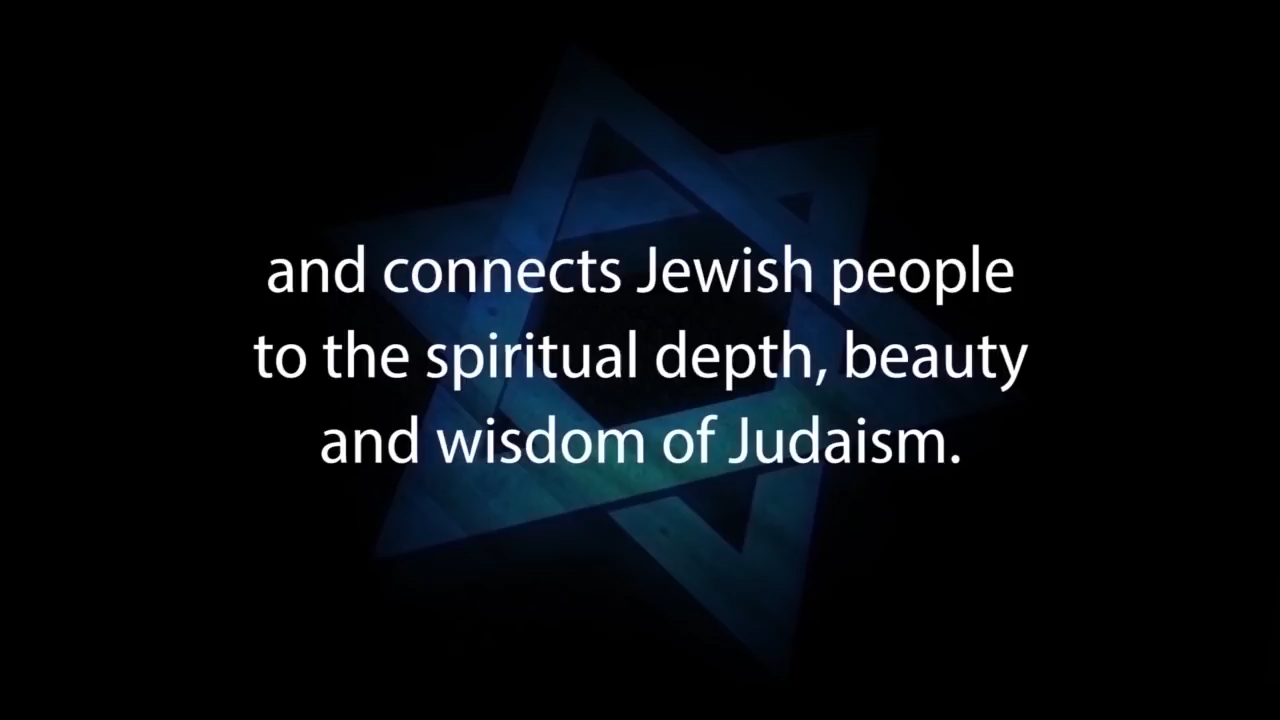 and connects Jewish people
to the spiritual depth, beauty
and wisdom of Judaism.